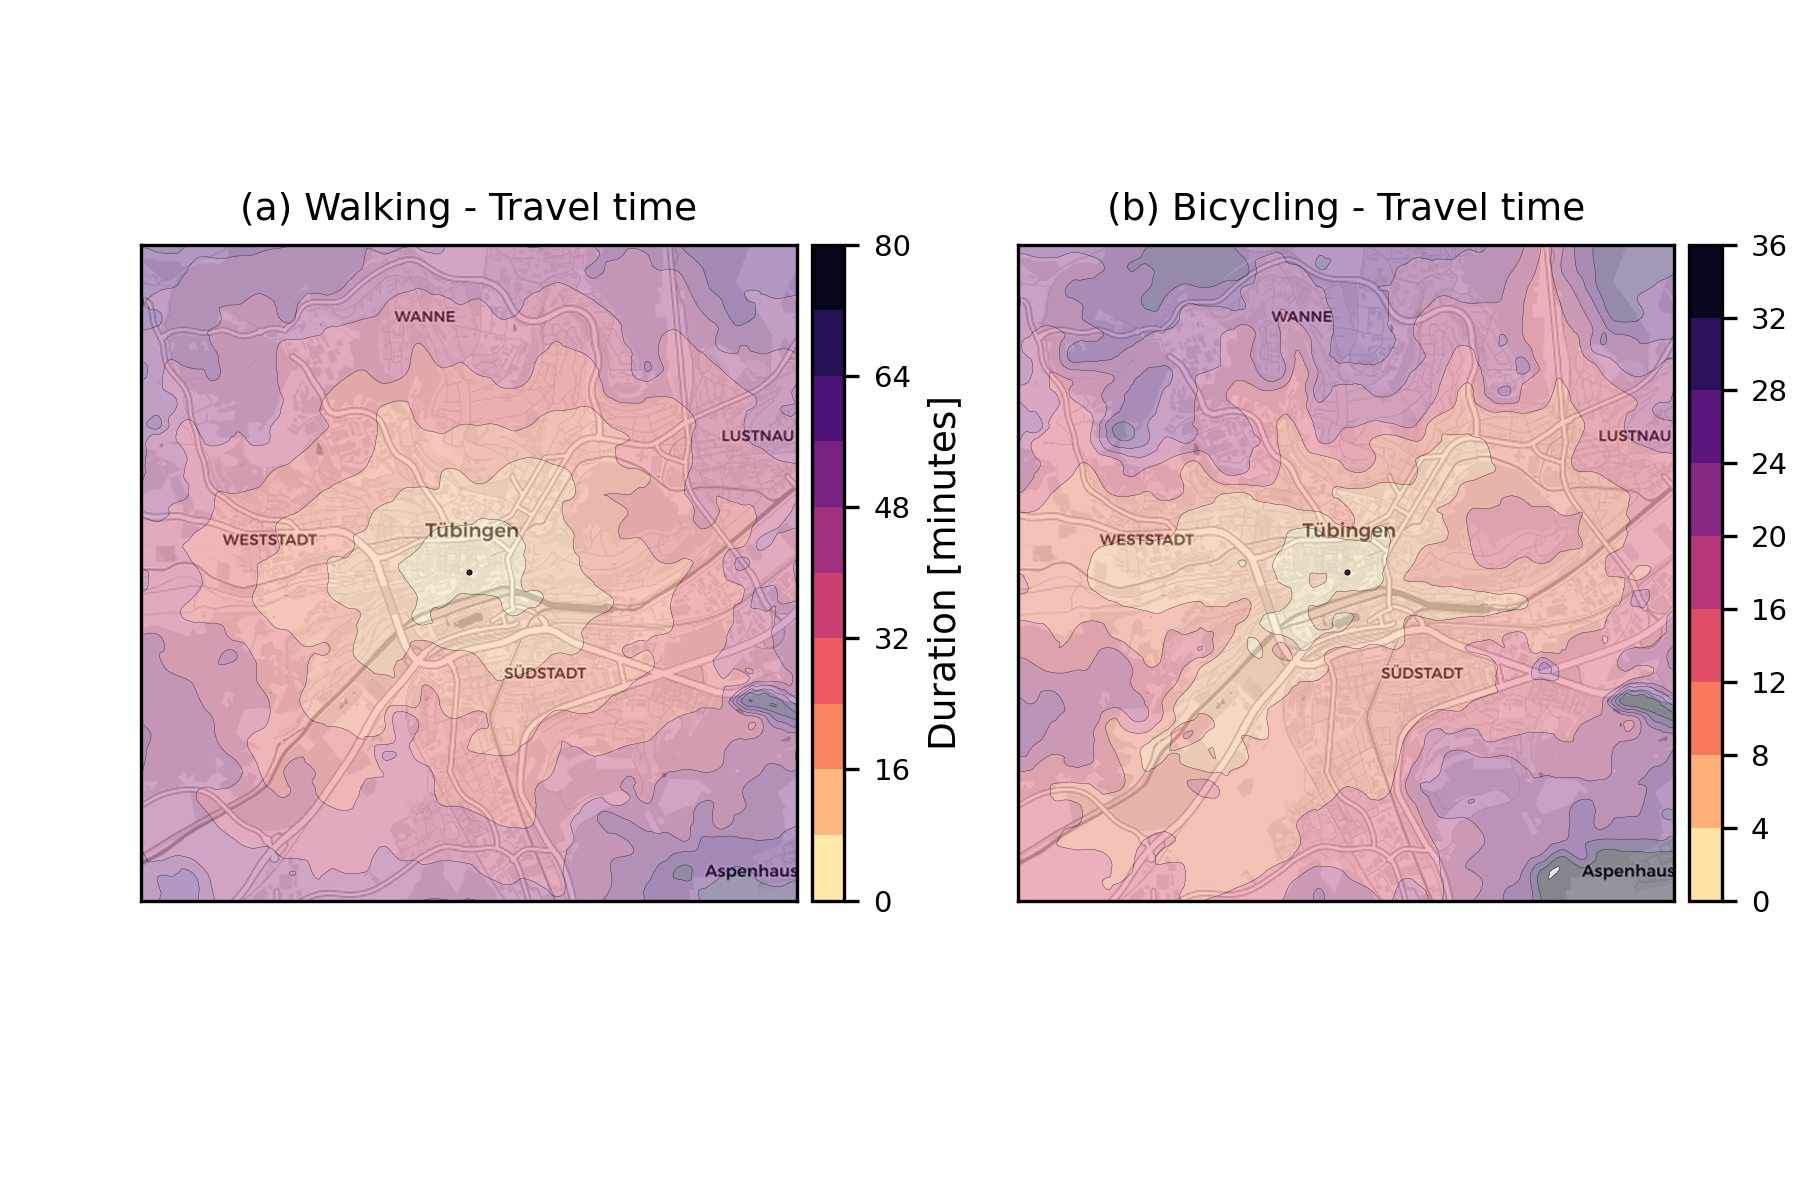 (a) Walking - Travel time
(b) Bicycling - Travel time
WANNE
LUSTNAU
Tübingen
WESTSTADT
SÜDSTADT
Aspenhaus
80
64
48
32
16
0
Duration [minutes]
WANNE
LUSTNAU
Tübingen
WESTSTADT
SÜDSTADT
Aspenhaus
36
32
28
24
20
16
12
8
4
0